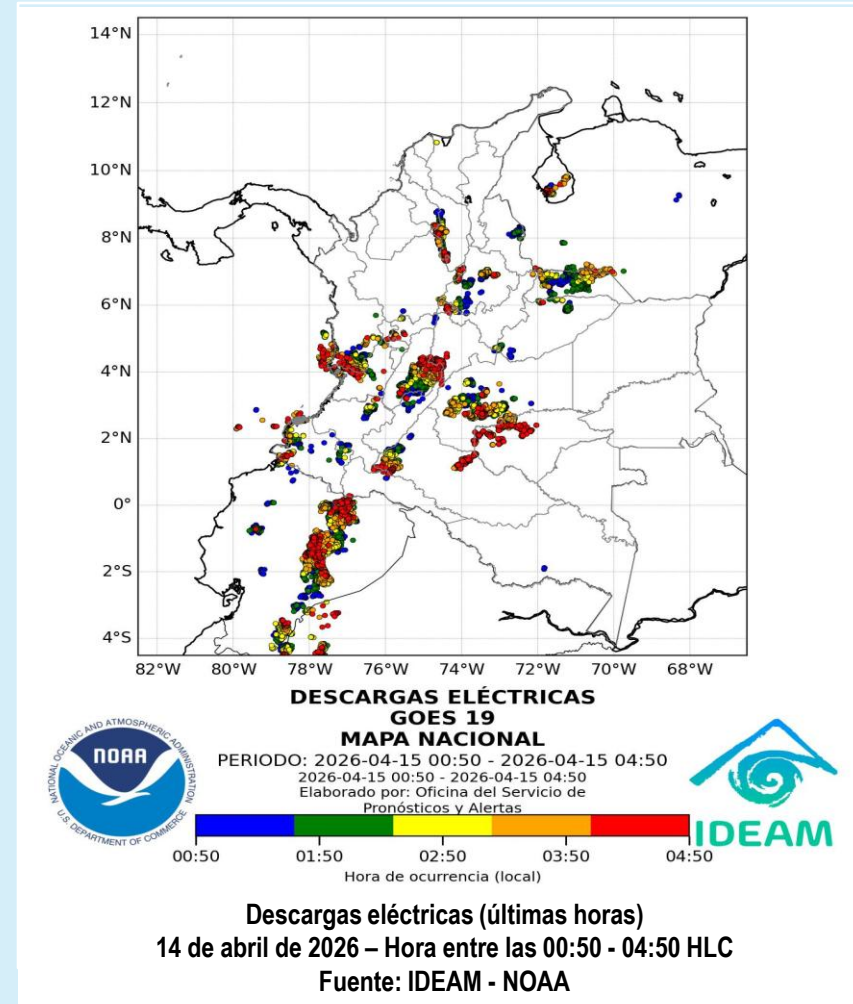 14°N
12°N
10°N
8°N
6°N
4°N
2°N
0°
2°S
4°S
82°W 80°W 78°W 76°W 74°W 72°W 70°W 68°W
DESCARGAS ELÉCTRICAS
GOES 19
MAPA NACIONAL
PERIODO: 2026-04-15 00:50 - 2026-04-15 04:50
2026-04-15 00:50 - 2026-04-15 04:50
Elaborado por: Oficina del Servicio de
Pronósticos y Alertas
NATIONAL OCEANIC AND ATMOSPHERIC ADMINISTRATION
NOAA
U.S. DEPARTMENT OF COMMERCE
IDEAM
00:50 01:50 02:50 03:50 04:50
Hora de ocurrencia (local)
Descargas eléctricas (últimas horas)
14 de abril de 2026 – Hora entre las 00:50 - 04:50 HLC
Fuente: IDEAM - NOAA